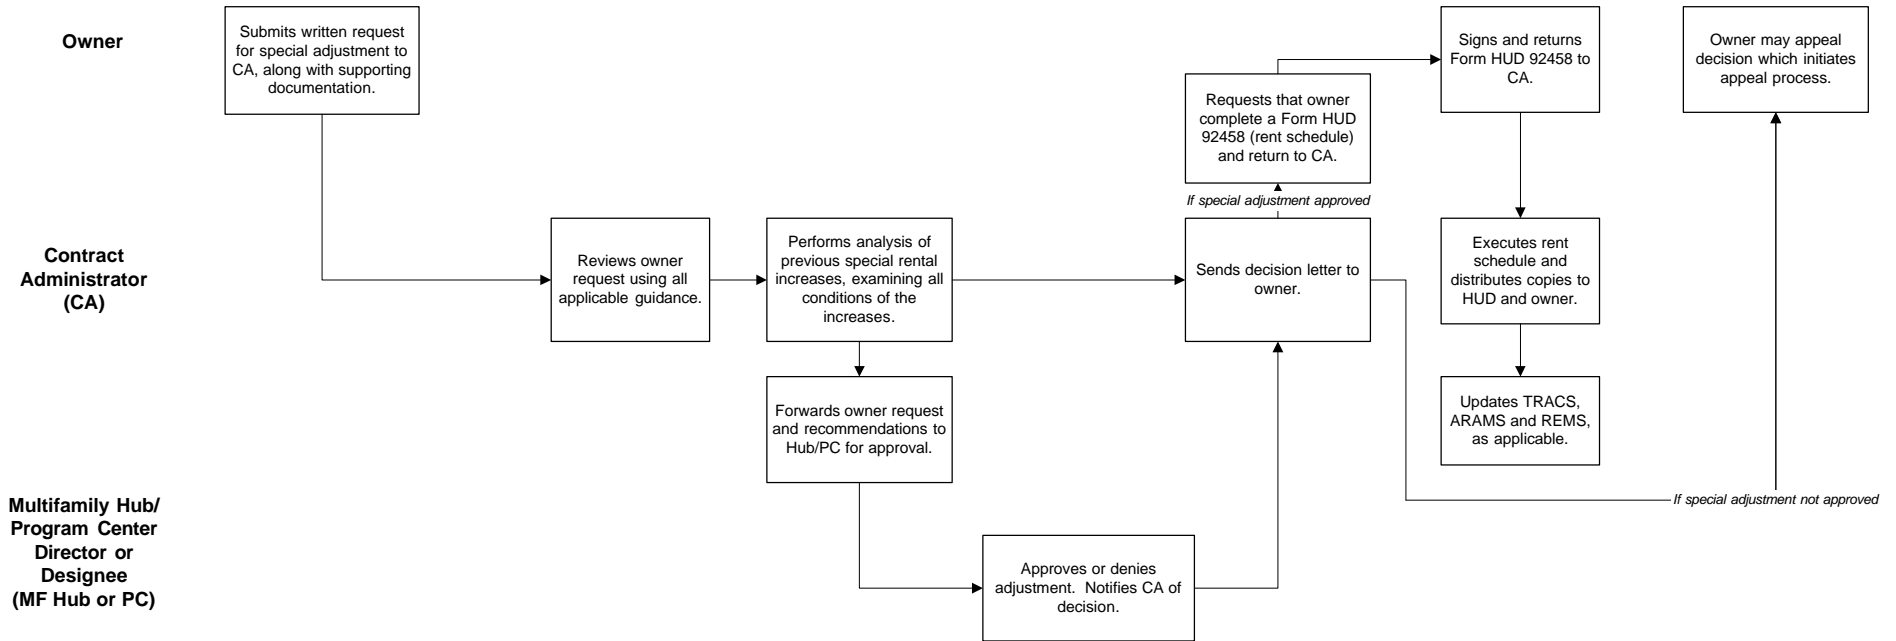 Owner
Submits written request
for special adjustment to
CA, along with supporting
documentation.
Requests that owner
complete a Form HUD
92458 (rent schedule)
and return to CA.
Signs and returns
Form HUD 92458 to
CA.
Owner may appeal
decision which initiates
appeal process.
If special adjustment approved
Contract
Administrator
(CA)
Reviews owner
request using all
applicable guidance.
Performs analysis of
previous special rental
increases, examining all
conditions of the
increases.
Sends decision letter to
owner.
Executes rent
schedule and
distributes copies to
HUD and owner.
Forwards owner request
and recommendations to
Hub/PC for approval.
Updates TRACS,
ARAMS and REMS,
as applicable.
If special adjustment not approved
Multifamily Hub/
Program Center
Director or
Designee
(MF Hub or PC)
Approves or denies
adjustment. Notifies CA of
decision.